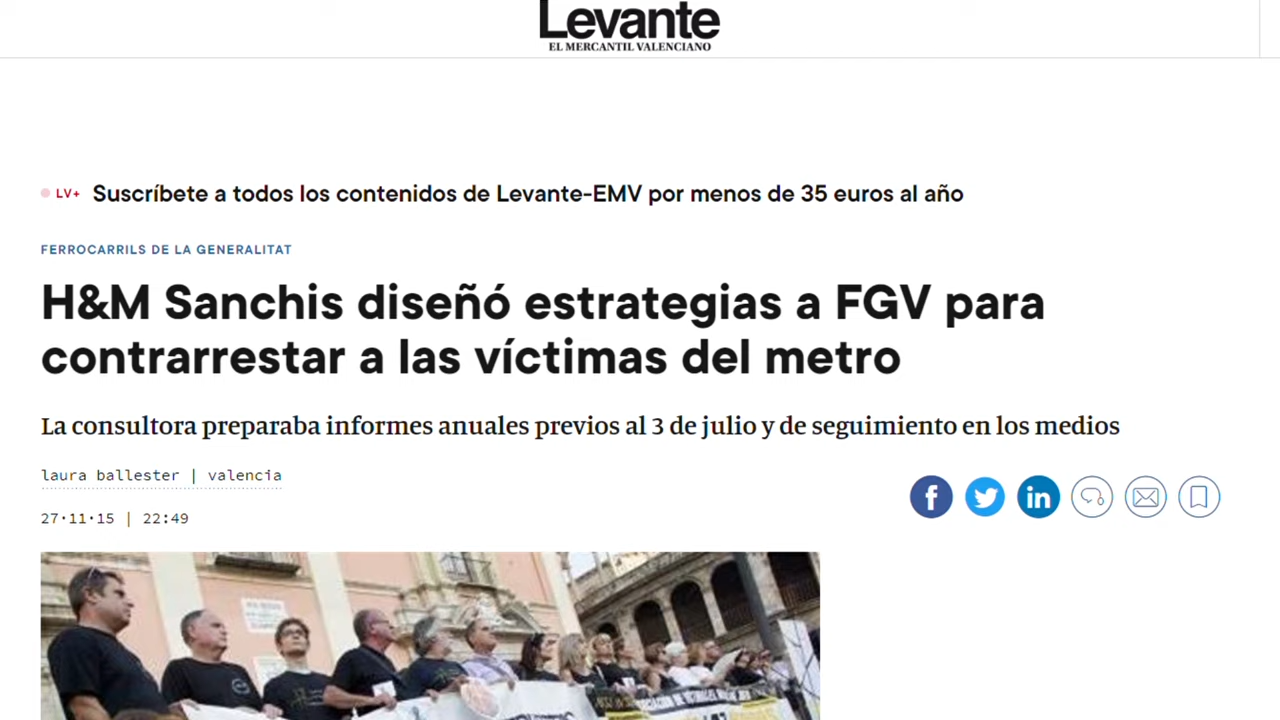 Levante
EL MERCANTIL VALENCIANO
LV+ Suscríbete a todos los contenidos de Levante-EMV por menos de 35 euros al año
FERROCARRILS DE LA GENERALITAT
H&M Sanchis diseñó estrategias a FGV para
contrarrestar a las víctimas del metro
La consultora preparaba informes anuales previos al 3 de julio y de seguimiento en los medios
laura ballester | valencia
27·11·15 | 22:49